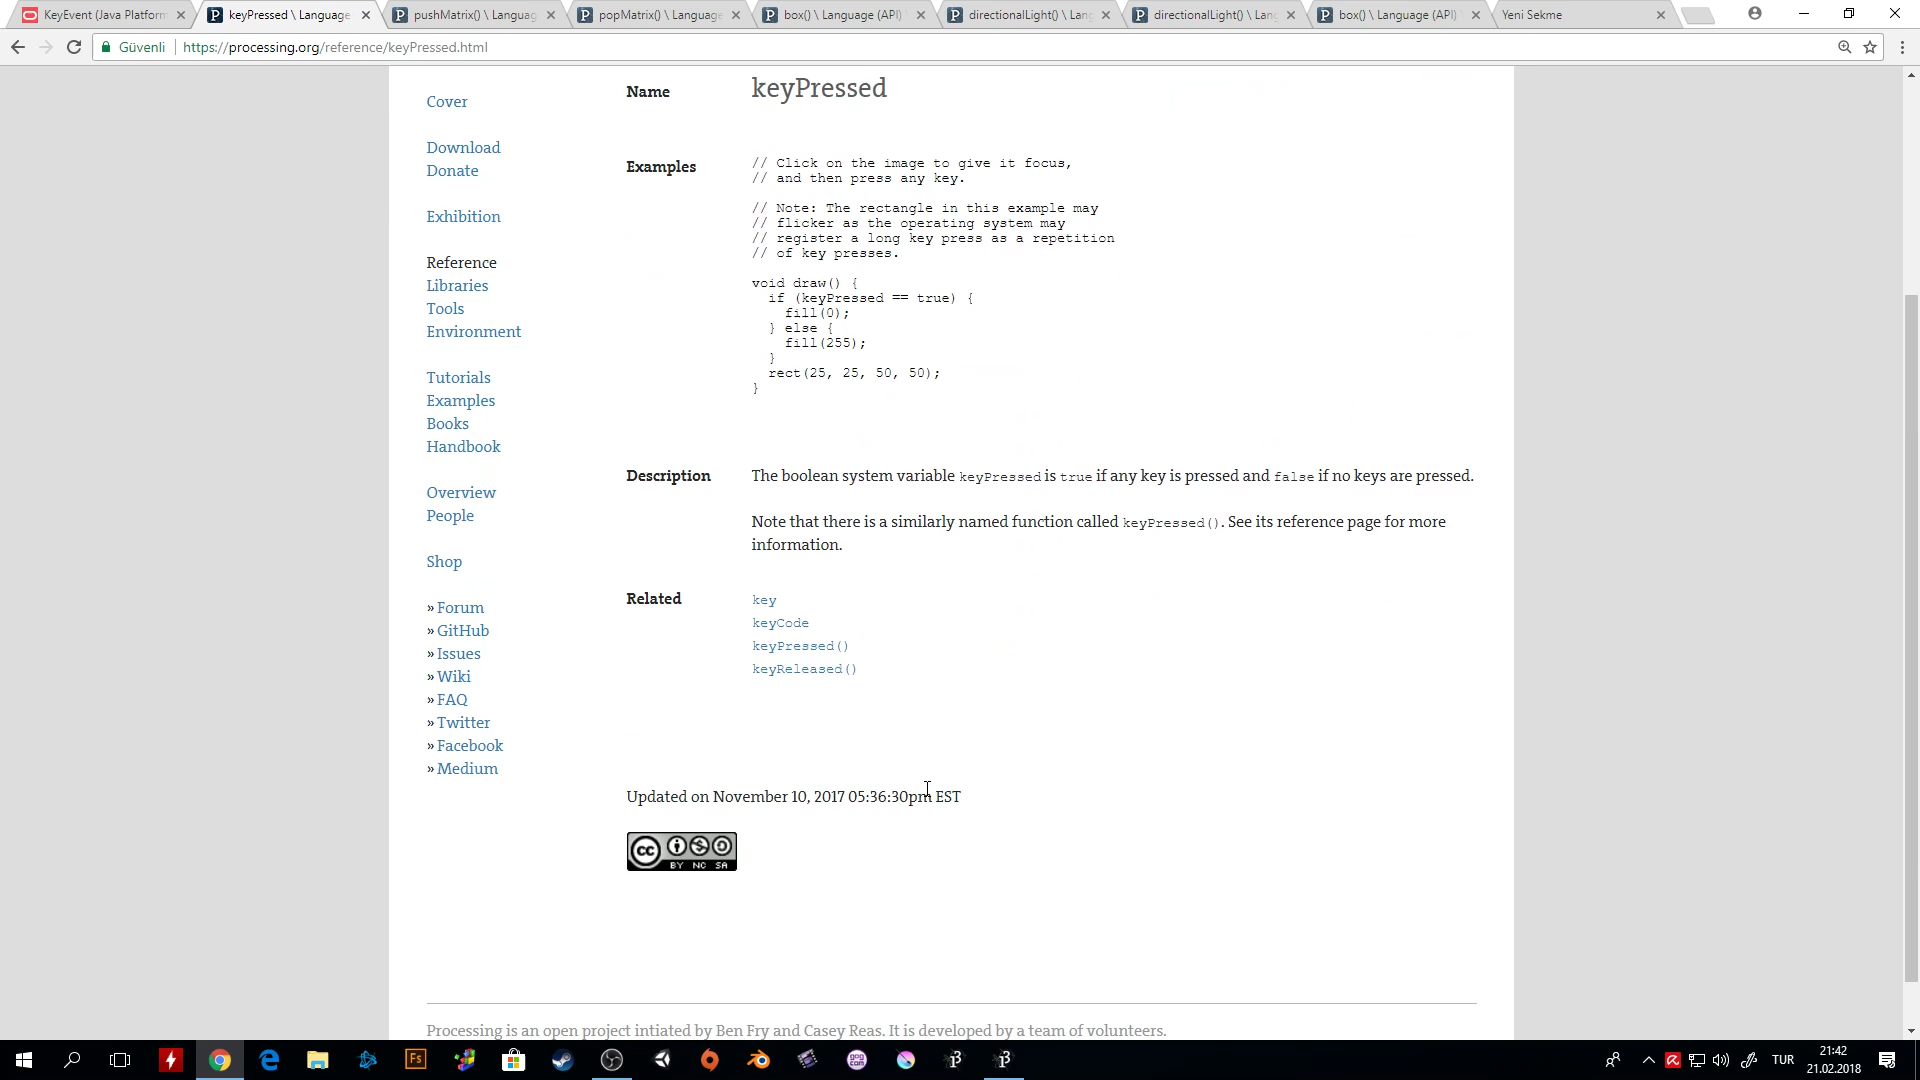 KeyEvent (Java Platform
keyPressed \ Language
pushMatrix() \ Languag
popMatrix() \ Language
box() \ Language (API)
directionalLight() \ Lang
directionalLight() \ Lang
box() \ Language (API)
Yeni Sekme
Güvenli
https://processing.org/reference/keyPressed.html
Cover
Download
Donate
Exhibition
Reference
Libraries
Tools
Environment
Tutorials
Examples
Books
Handbook
Overview
People
Shop
» Forum
» GitHub
» Issues
» Wiki
» FAQ
» Twitter
» Facebook
» Medium
Name
keyPressed
Examples
// Click on the image to give it focus,
// and then press any key.
// Note: The rectangle in this example may
// flicker as the operating system may
// register a long key press as a repetition
// of key presses.
void draw() {
  if (keyPressed == true) {
    fill(0);
  } else {
    fill(255);
  }
  rect(25, 25, 50, 50);
}
Description
The boolean system variable keyPressed is true if any key is pressed and false if no keys are pressed.
Note that there is a similarly named function called keyPressed(). See its reference page for more
information.
Related
key
keyCode
keyPressed()
keyReleased()
Updated on November 10, 2017 05:36:30pm EST
cc
BY NC SA
Processing is an open project intiated by Ben Fry and Casey Reas. It is developed by a team of volunteers.
Fs
TUR
21:42
21.02.2018